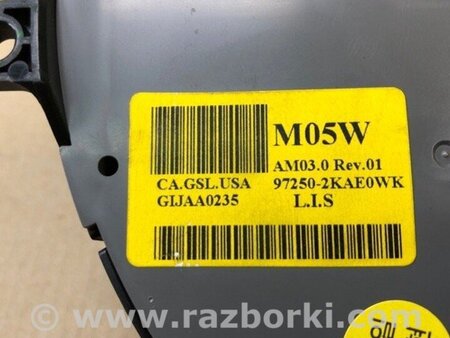 M05W
AM03.0 Rev.01
CA.GSL.USA 97250-2KAE0WK
GIJAA0235 L.I.S
www.razborki.com